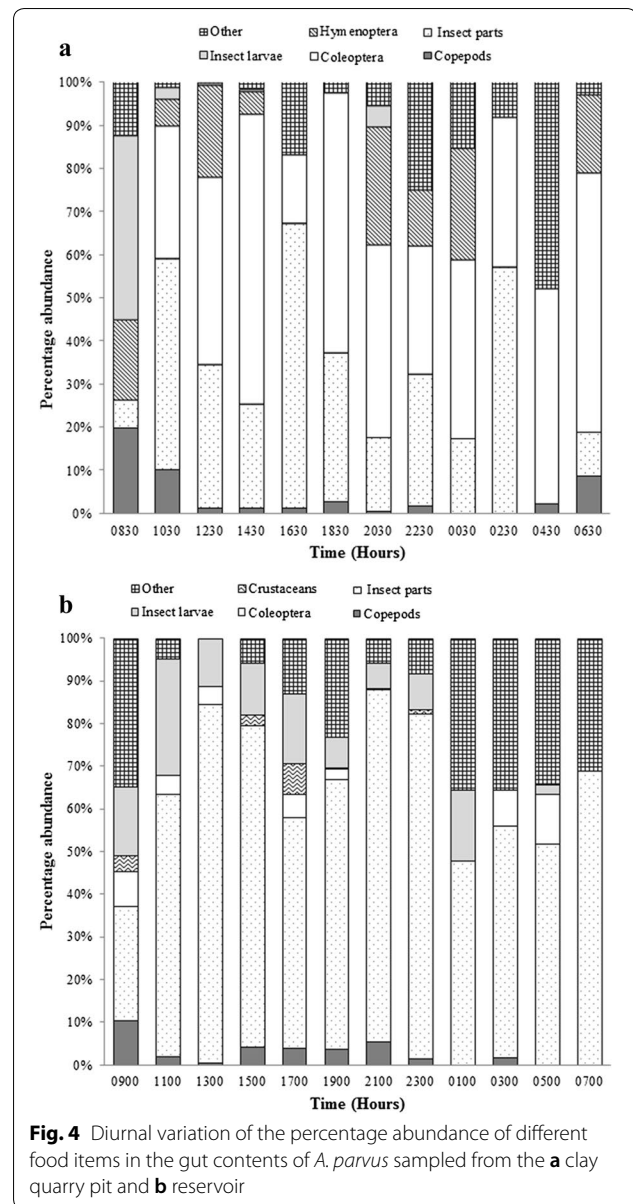 a
Other Hymenoptera Insect parts
Insect larvae Coleoptera Copepods
100%
90%
80%
70%
60%
50%
40%
30%
20%
10%
0%
Percentage abundance
0830 1030 1230 1430 1630 1830 2030 2230 0030 0230 0430 0630
Time (Hours)
b
Other Crustaceans Insect parts
Insect larvae Coleoptera Copepods
100%
90%
80%
70%
60%
50%
40%
30%
20%
10%
0%
Percentage abundance
0900 1100 1300 1500 1700 1900 2100 2300 0100 0300 0500 0700
Time (Hours)
Fig. 4 Diurnal variation of the percentage abundance of different
food items in the gut contents of A. parvus sampled from the a clay
quarry pit and b reservoir